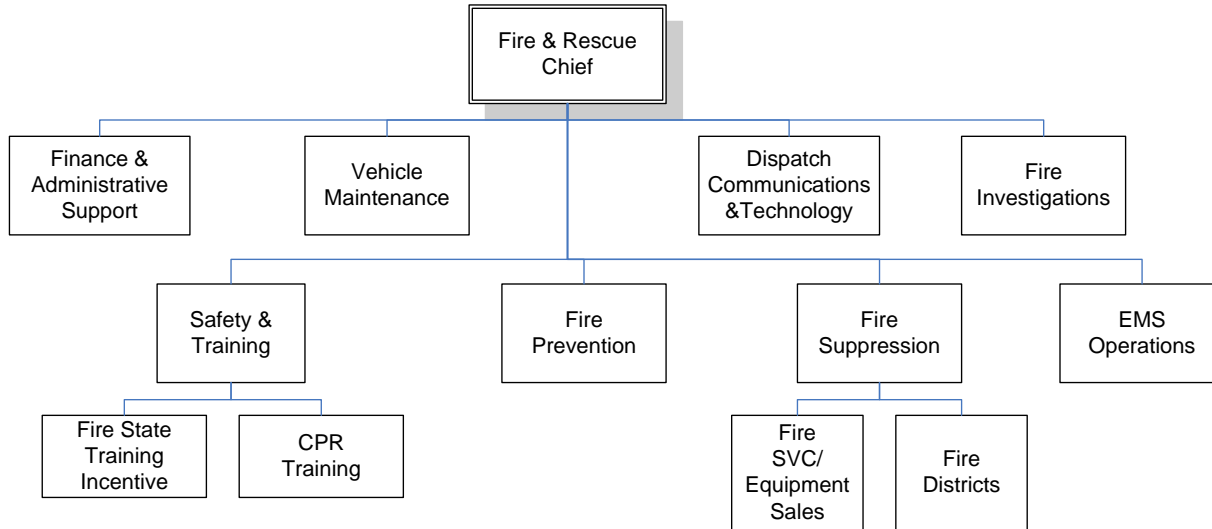 Fire & Rescue
Chief
Finance &
Administrative
Support
Vehicle
Maintenance
Dispatch
Communications
&Technology
Fire
Investigations
Safety &
Training
Fire
Prevention
Fire
Suppression
EMS
Operations
Fire State
Training
Incentive
CPR
Training
Fire
SVC/
Equipment
Sales
Fire
Districts